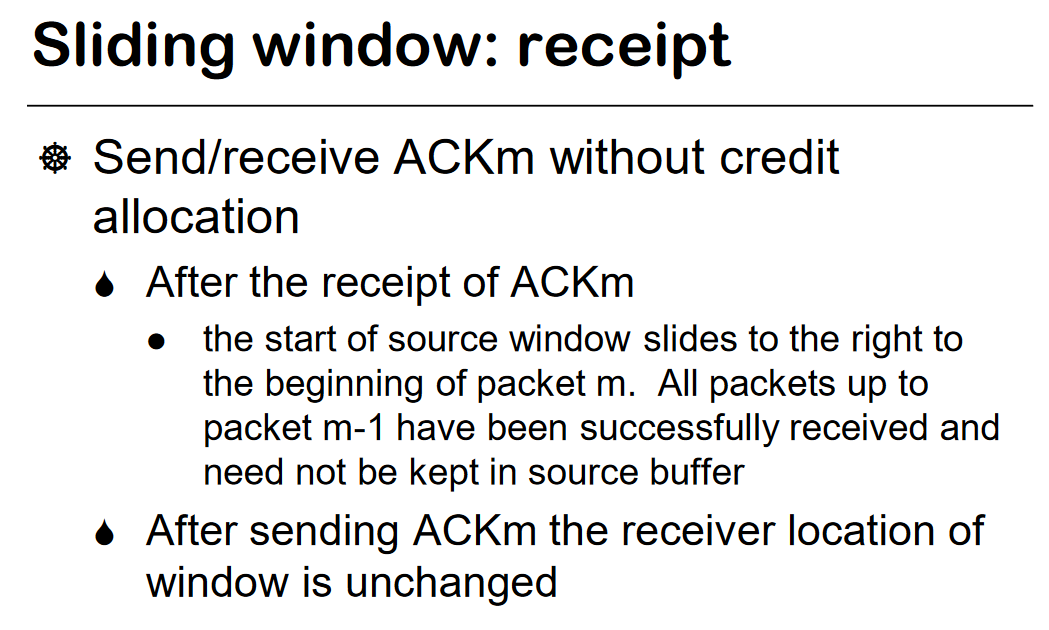 Sliding window: receipt
Send/receive ACKm without credit
allocation
After the receipt of ACKm
the start of source window slides to the right to
the beginning of packet m.  All packets up to
packet m-1 have been successfully received and
need not be kept in source buffer
After sending ACKm the receiver location of
window is unchanged